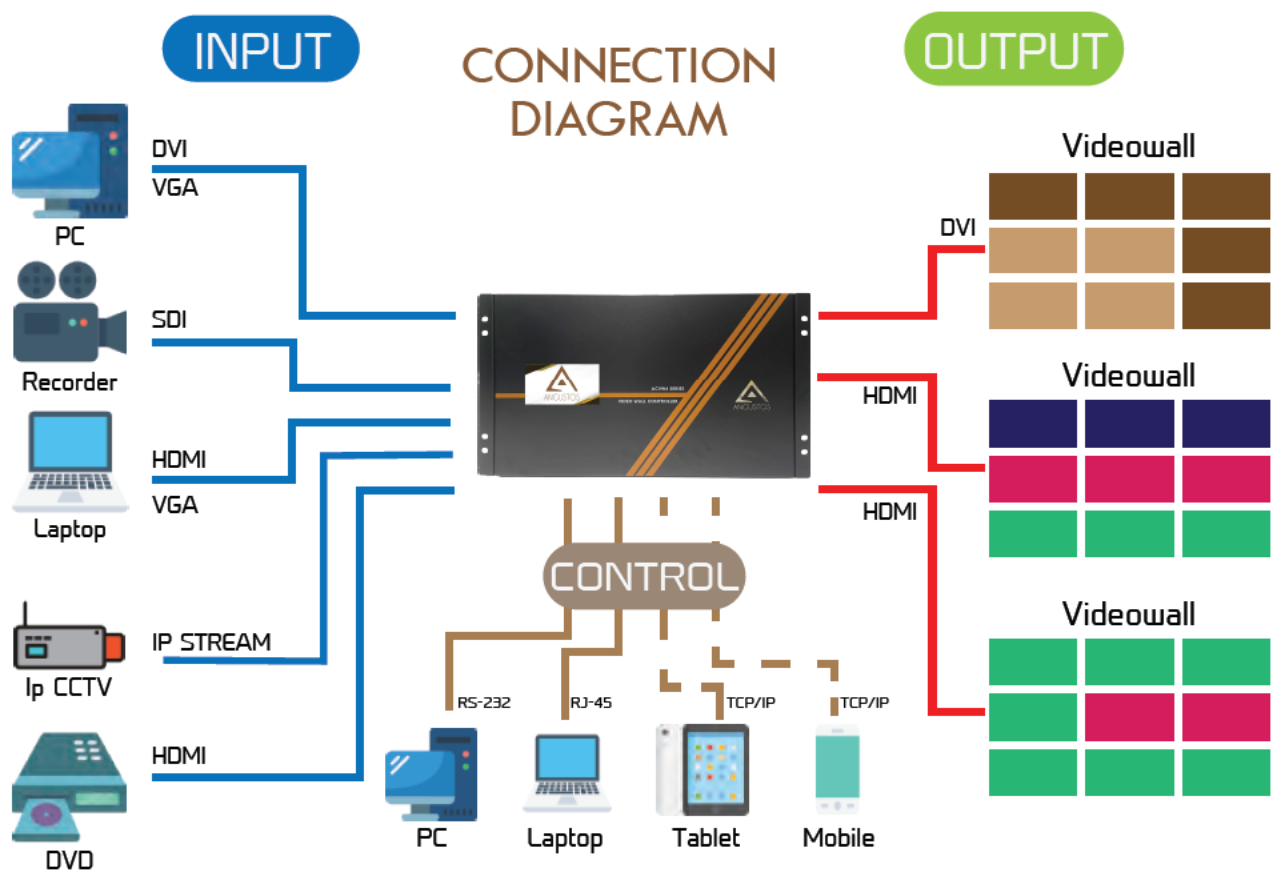 INPUT
CONNECTION
DIAGRAM
OUTPUT
DVI
VGA
PC
SDI
Recorder
HDMI
VGA
Laptop
IP STREAM
Ip CCTV
HDMI
DVD
ANGUSTOS
ANGUSTOS
CONTROL
RS-232
RJ-45
TCP/IP
TCP/IP
PC
Laptop
Tablet
Mobile
Videowall
DVI
Videowall
HDMI
HDMI
Videowall